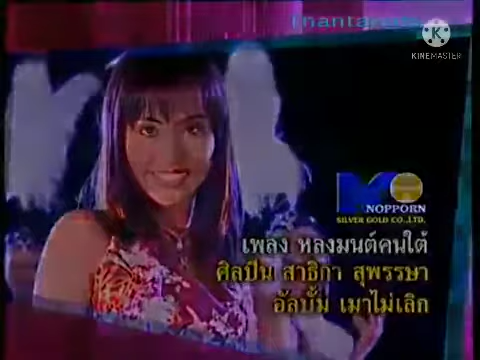 KINEMASTER
NOPPORN
SILVER GOLD CO.,LTD.
เพลง หลงมนต์คนใต้
ศิลปิน สาธิกา สุพรรษา
อัลบั้ม เมาไม่เลิก